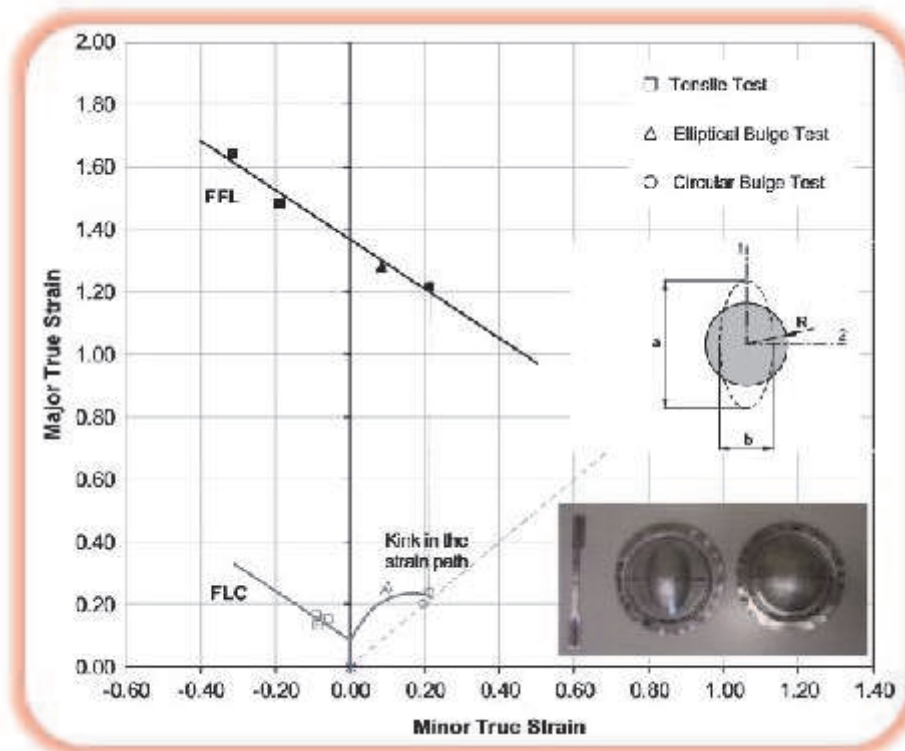 2.00
1.80
1.60
1.40
1.20
1.00
0.80
0.60
0.40
0.20
0.00
Major True Strain
Tensile Test
Elliptical Bulge Test
Circular Bulge Test
FFL
1
2
R
a
b
Kink in the
strain path
FLC
-0.60 -0.40 -0.20 0.00 0.20 0.40 0.60 0.80 1.00 1.20 1.40
Minor True Strain